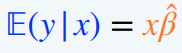 𝔼(y|x) = xβ̂